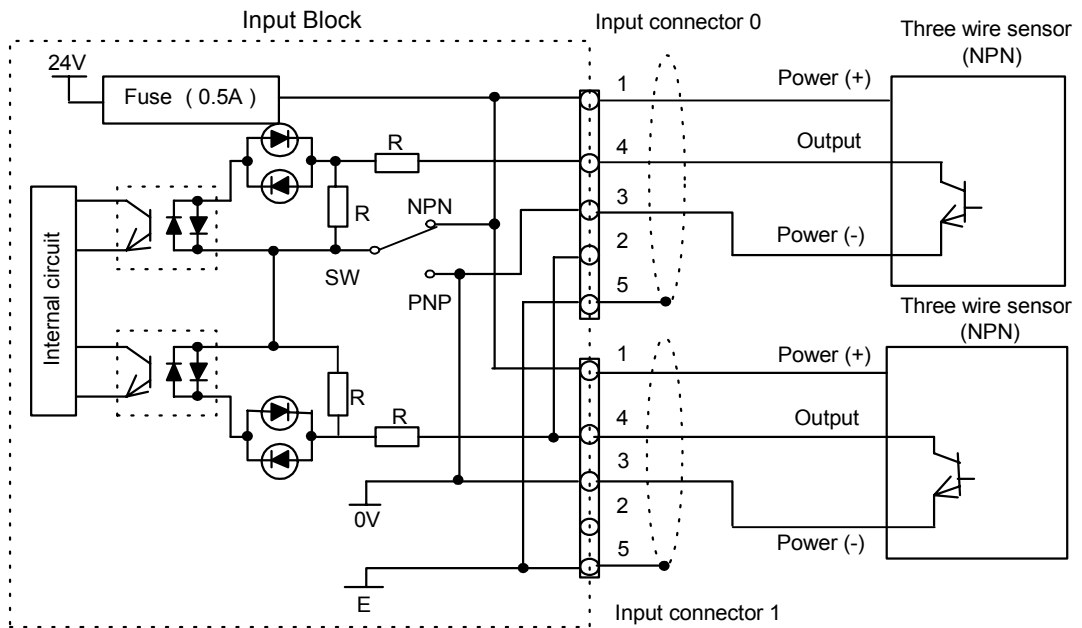 Input Block
Input connector 0
Three wire sensor
(NPN)
24V
Fuse ( 0.5A )
1
Power (+)
R
4
Output
R
NPN
3
Power (-)
2
SW
PNP
5
Internal circuit
Three wire sensor
(NPN)
1
Power (+)
R
R
4
Output
3
0V
2
Power (-)
5
E
Input connector 1